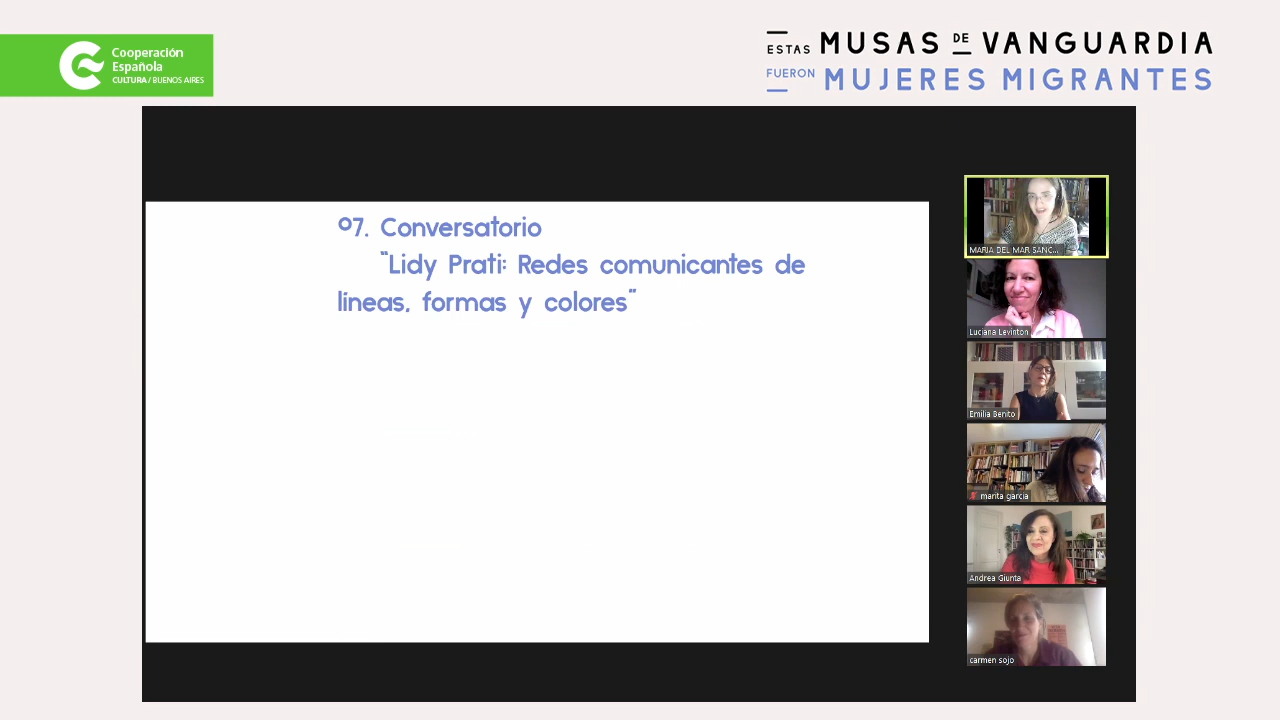 Cooperación
Española
CULTURA / BUENOS AIRES
ESTAS MUSAS DE VANGUARDIA
FUERON MUJERES MIGRANTES
07. Conversatorio
"Lidy Prati: Redes comunicantes de
lineas, formas y colores"
MARIA DEL MAR SANC...
Luciana Levinton
Emilia Benito
marita garcia
Andrea Giunta
carmen sojo